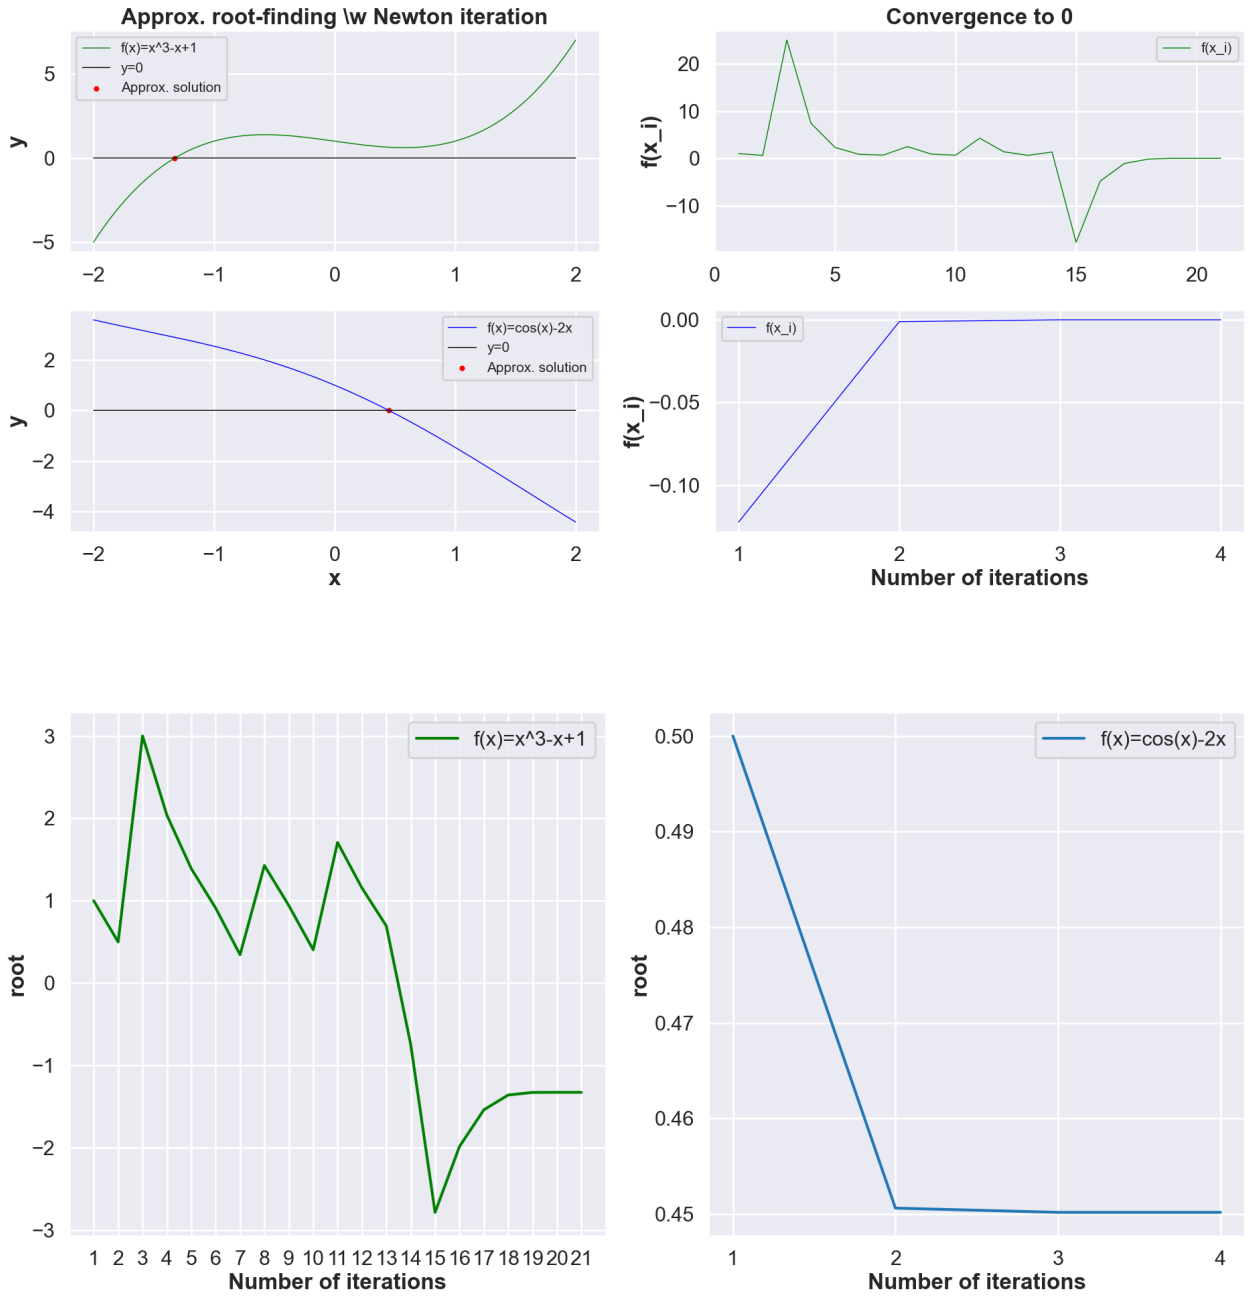 Approx. root-finding \w Newton iteration
f(x)=x^3-x+1
y=0
Approx. solution
y
5
0
−5
−2 −1 0 1 2
Convergence to 0
f(x_i)
f(x_i)
20
10
0
−10
0 5 10 15 20
f(x)=cos(x)-2x
y=0
Approx. solution
y
2
0
−2
−4
−2 −1 0 1 2
x
f(x_i)
f(x_i)
0.00
−0.05
−0.10
1 2 3 4
Number of iterations
f(x)=x^3-x+1
root
3
2
1
0
−1
−2
−3
1 2 3 4 5 6 7 8 9 10 11 12 13 14 15 16 17 18 19 20 21
Number of iterations
f(x)=cos(x)-2x
root
0.50
0.49
0.48
0.47
0.46
0.45
1 2 3 4
Number of iterations